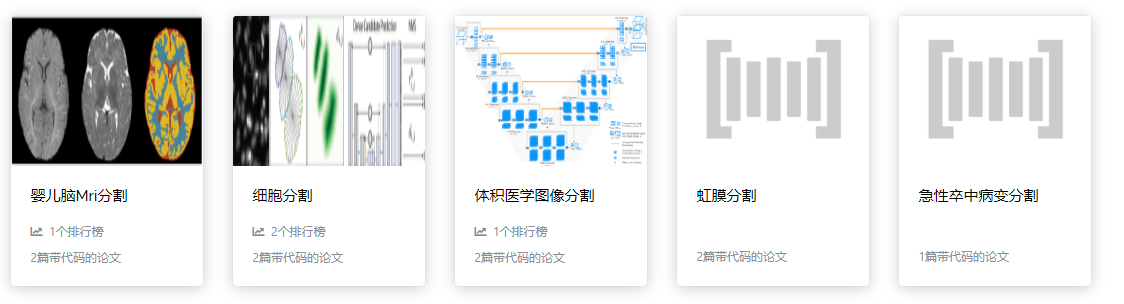 婴儿脑Mri分割
1个排行榜
2篇带代码的论文
细胞分割
2个排行榜
2篇带代码的论文
体积医学图像分割
1个排行榜
2篇带代码的论文
虹膜分割
2篇带代码的论文
急性卒中病变分割
1篇带代码的论文
Dense Candidate Prediction
NMS